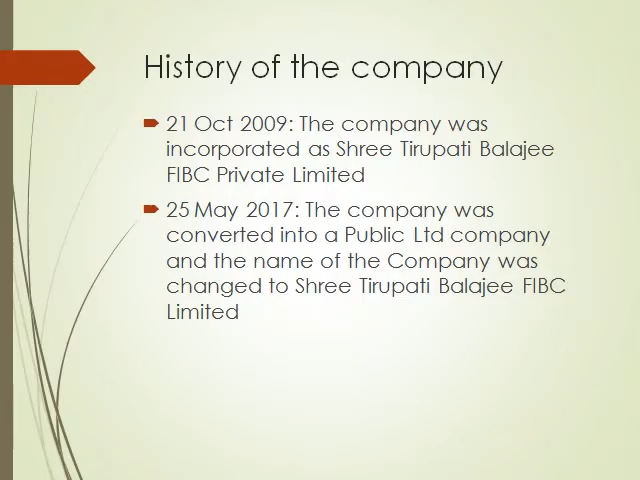 History of the company
21 Oct 2009: The company was
incorporated as Shree Tirupati Balajee
FIBC Private Limited
25 May 2017: The company was
converted into a Public Ltd company
and the name of the Company was
changed to Shree Tirupati Balajee FIBC
Limited